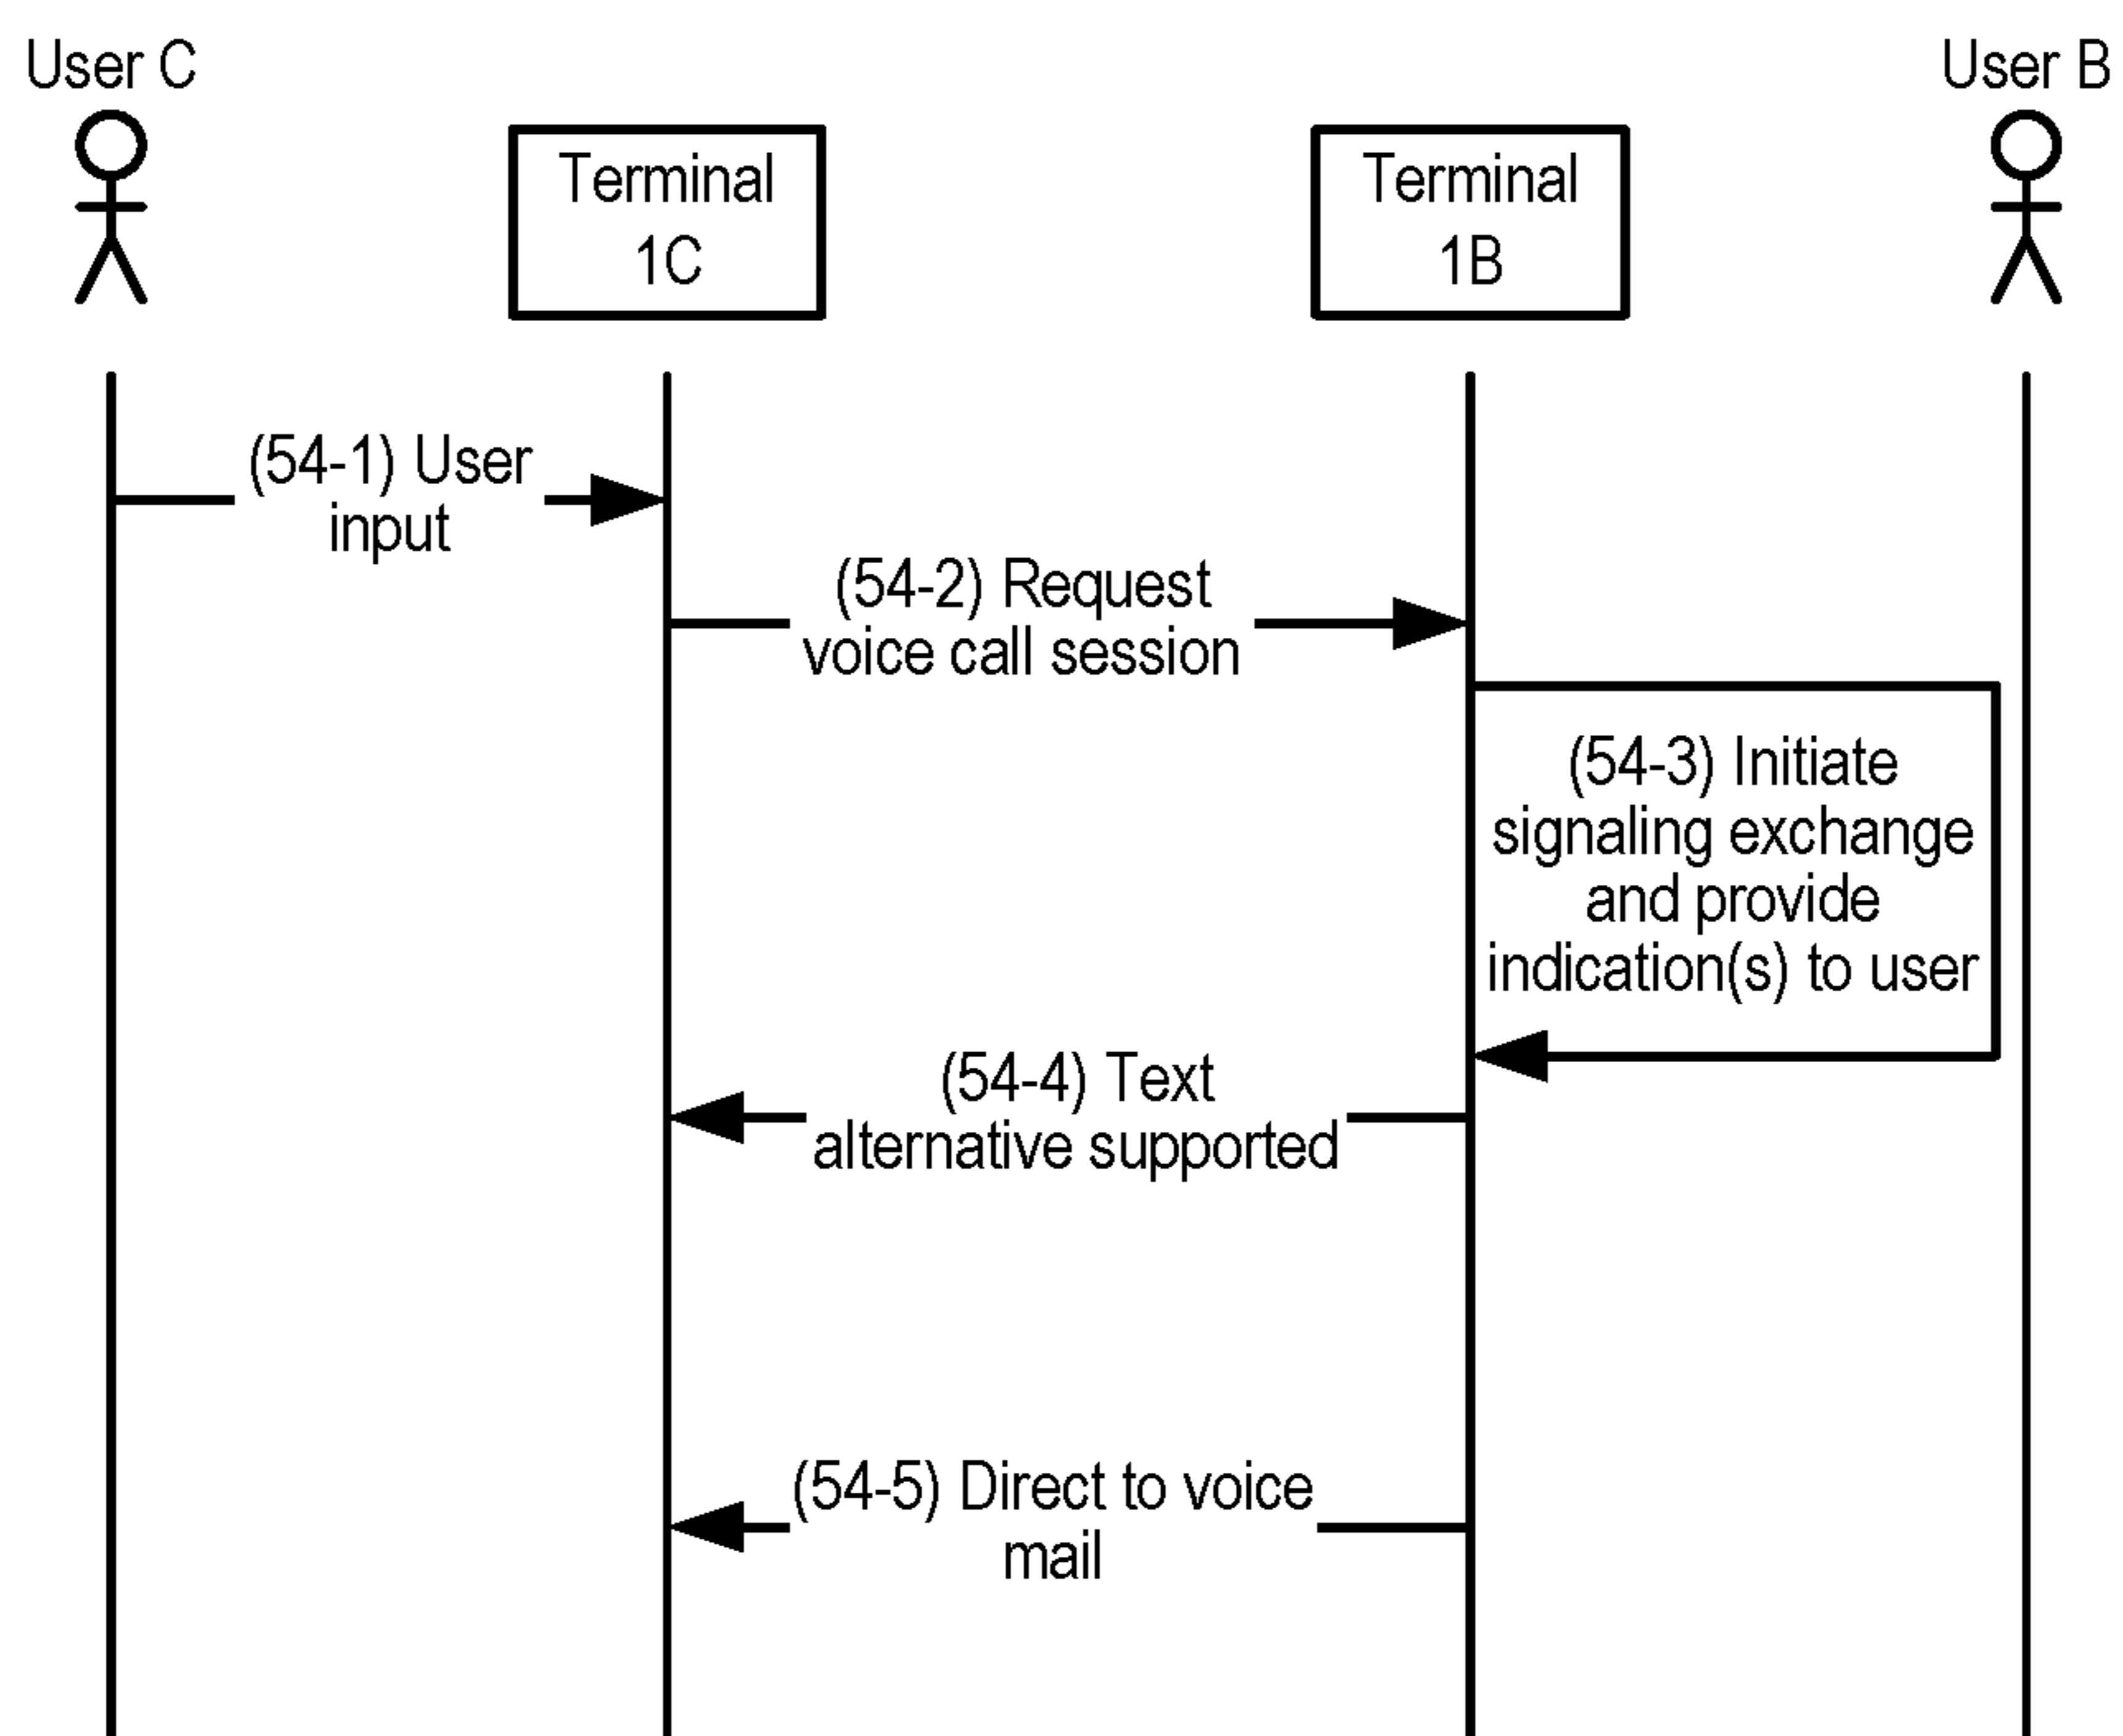 User C
User B
Terminal
1C
Terminal
1B
(54-1) User
input
(54-2) Request
voice call session
(54-3) Initiate
signaling exchange
and provide
indication(s) to user
(54-4) Text
alternative supported
(54-5) Direct to voice
mail